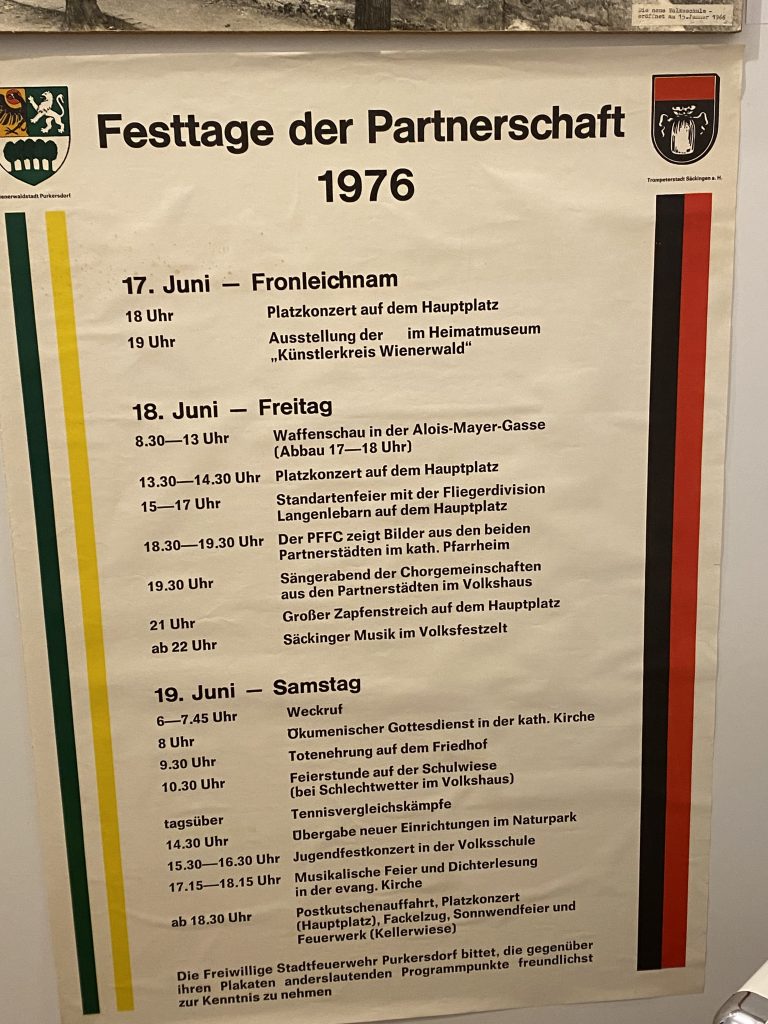 Die neue Volksschule -
eröffnet am 15.Jänner 1966
Festtage der Partnerschaft
1976
enerwaldstadt Purkersdorf
Trompeterstadt Säckingen a. H.
17. Juni — Fronleichnam
18 Uhr Platzkonzert auf dem Hauptplatz
19 Uhr Ausstellung der im Heimatmuseum
„Künstlerkreis Wienerwald“
18. Juni — Freitag
8.30—13 Uhr Waffenschau in der Alois-Mayer-Gasse
(Abbau 17—18 Uhr)
13.30—14.30 Uhr Platzkonzert auf dem Hauptplatz
15—17 Uhr Standartenfeier mit der Fliegerdivision
Langenlebarn auf dem Hauptplatz
18.30—19.30 Uhr Der PFFC zeigt Bilder aus den beiden
Partnerstädten im kath. Pfarrheim
19.30 Uhr Sängerabend der Chorgemeinschaften
aus den Partnerstädten im Volkshaus
21 Uhr Großer Zapfenstreich auf dem Hauptplatz
ab 22 Uhr Säckinger Musik im Volksfestzelt
19. Juni — Samstag
6—7.45 Uhr Weckruf
8 Uhr Ökumenischer Gottesdienst in der kath. Kirche
9.30 Uhr Totenehrung auf dem Friedhof
10.30 Uhr Feierstunde auf der Schulwiese
(bei Schlechtwetter im Volkshaus)
tagsüber Tennisvergleichskämpfe
14.30 Uhr Übergabe neuer Einrichtungen im Naturpark
15.30—16.30 Uhr Jugendfestkonzert in der Volksschule
17.15—18.15 Uhr Musikalische Feier und Dichterlesung
in der evang. Kirche
ab 18.30 Uhr Postkutschenauffahrt, Platzkonzert
(Hauptplatz), Fackelzug, Sonnwendfeier und
Feuerwerk (Kellerwiese)
Die Freiwillige Stadtfeuerwehr Purkersdorf bittet, die gegenüber
ihren Plakaten anderslautenden Programmpunkte freundlichst
zur Kenntnis zu nehmen